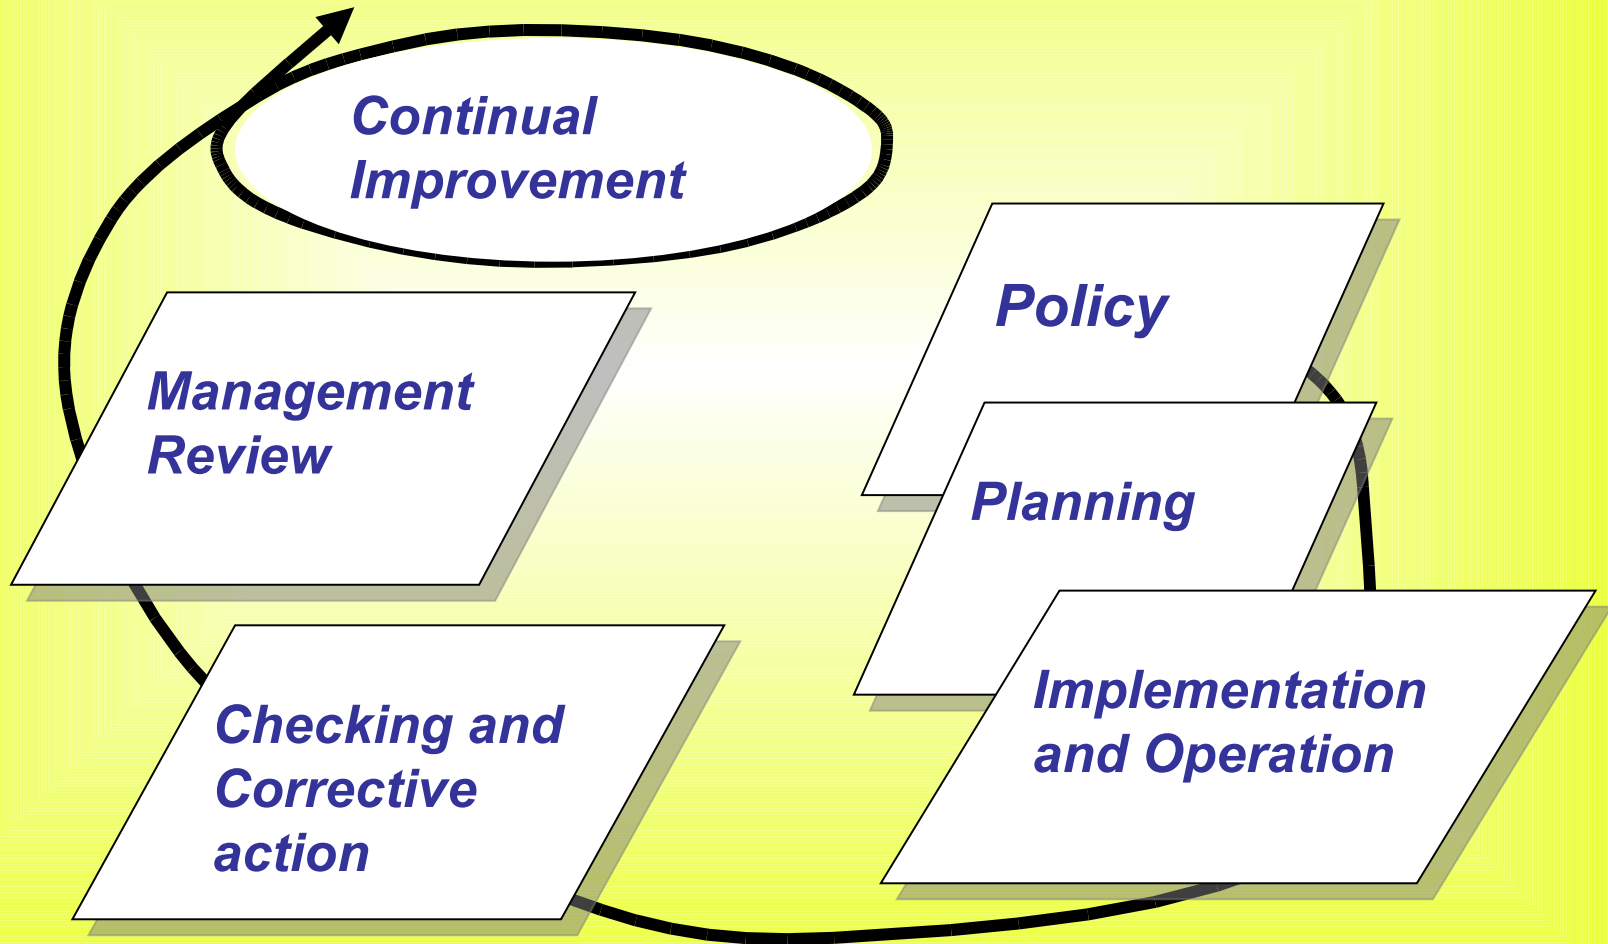 Continual
Improvement
Policy
Management
Review
Planning
Implementation
and Operation
Checking and
Corrective
action